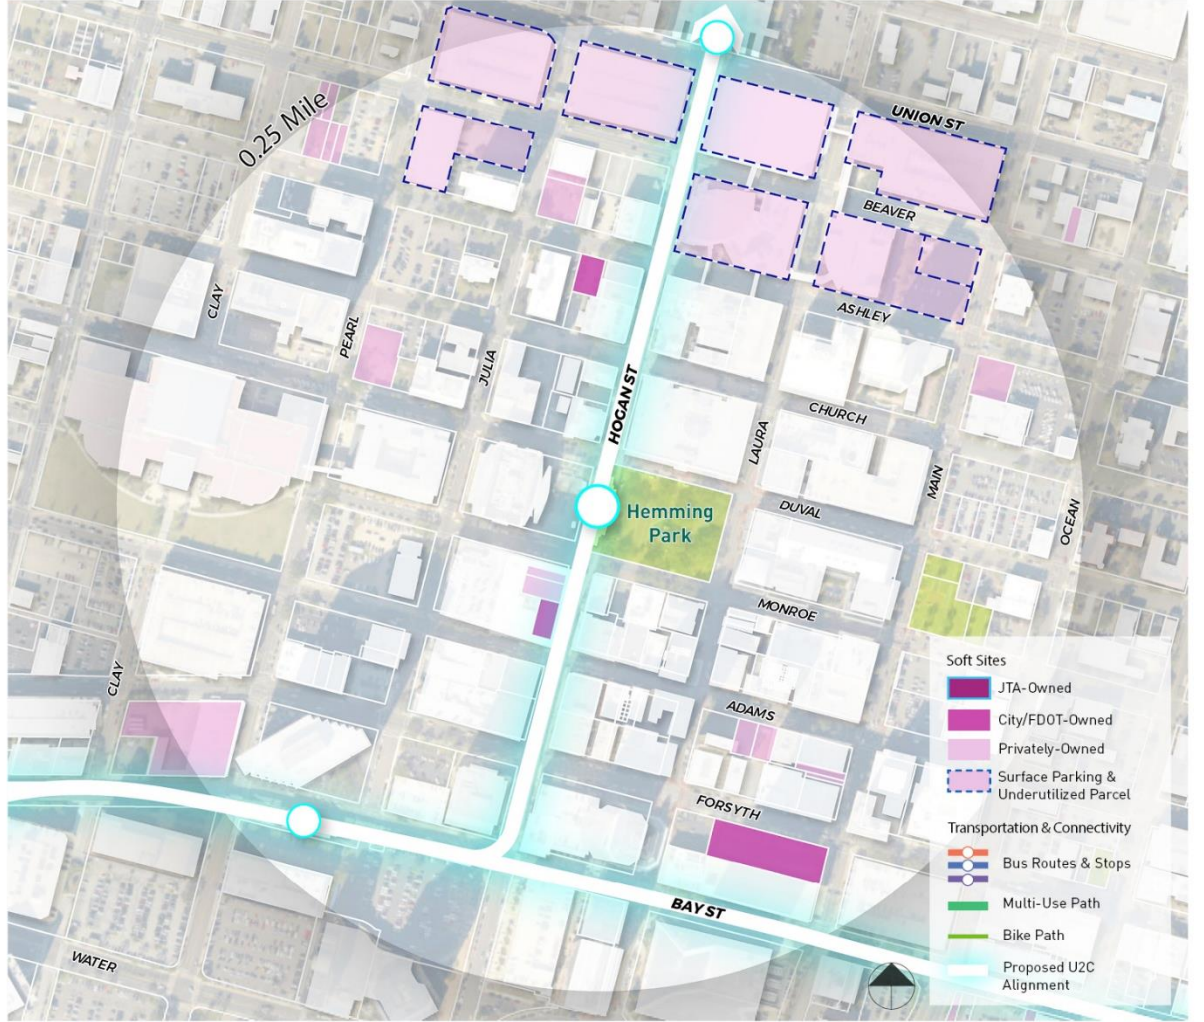 0.25 Mile
UNION ST
BEAVER
ASHLEY
CLAY
PEARL
JULIA
HOGAN ST
CHURCH
LAURA
MAIN
DUVAL
OCEAN
Hemming
Park
MONROE
CLAY
ADAMS
FORSYTH
BAY ST
WATER
Soft Sites
JTA-Owned
City/FDOT-Owned
Privately-Owned
Surface Parking &
Underutilized Parcel
Transportation & Connectivity
Bus Routes & Stops
Multi-Use Path
Bike Path
Proposed U2C
Alignment